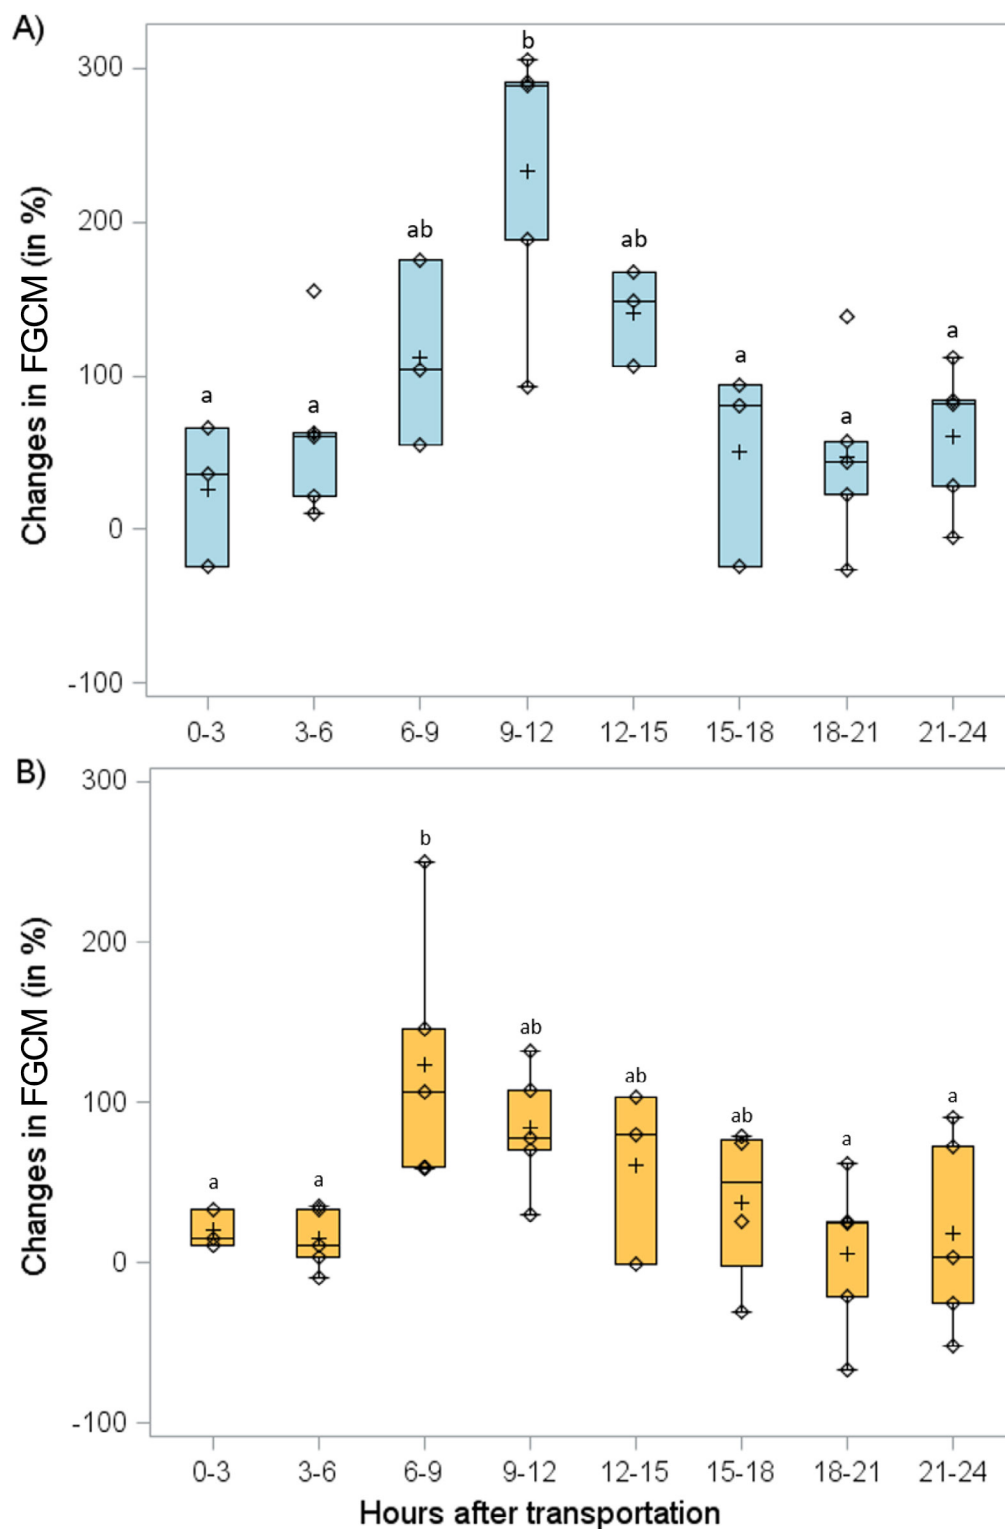 A)
Changes in FGCM (in %)
300
200
100
0
-100
b
ab
ab
a
a
a
a
a
0-3 3-6 6-9 9-12 12-15 15-18 18-21 21-24
B)
Changes in FGCM (in %)
300
200
100
0
-100
b
ab
ab
ab
a
a
a
a
0-3 3-6 6-9 9-12 12-15 15-18 18-21 21-24
Hours after transportation